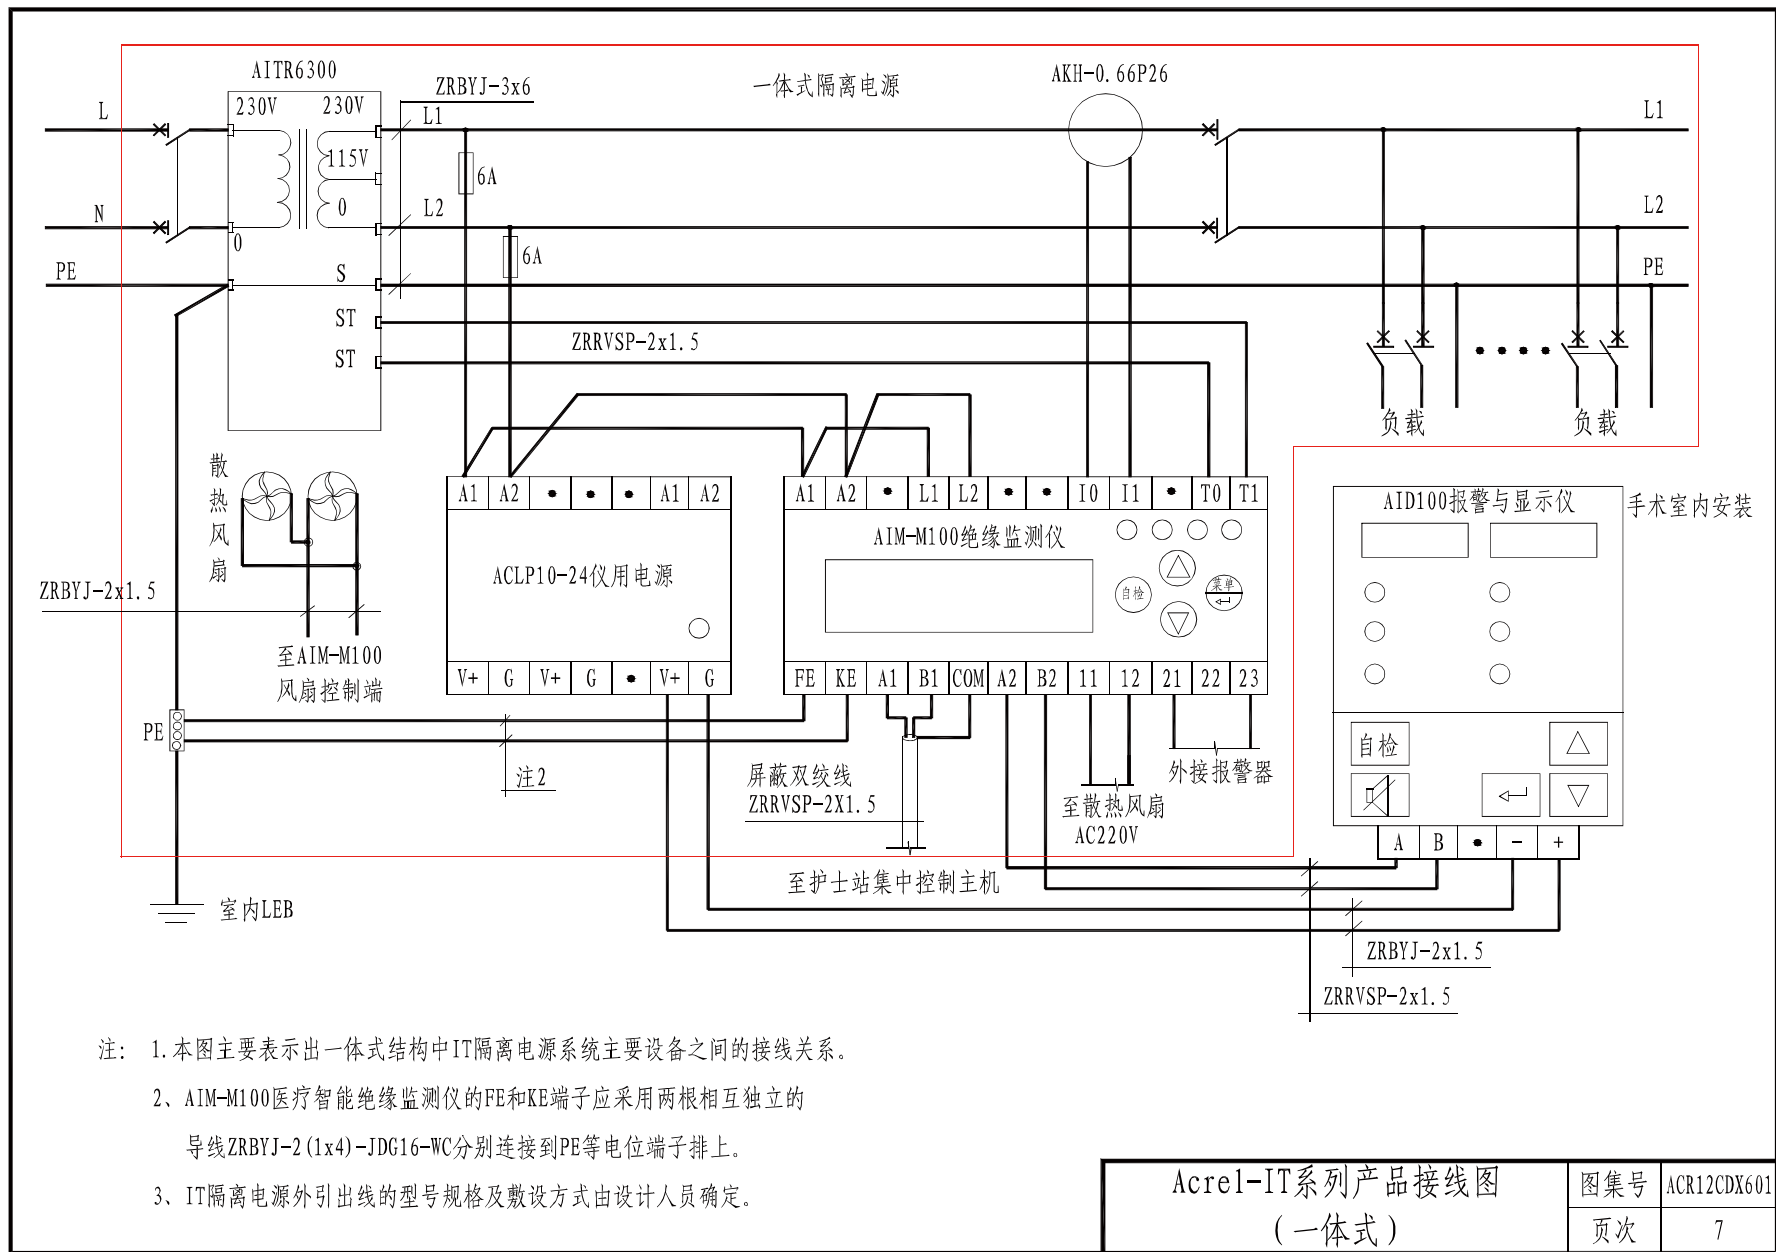 AITR6300
ZRBYJ-3x6
一体式隔离电源
AKH-0.66P26
L
230V
230V
L1
L1
115V
6A
N
0
L2
L2
0
6A
PE
S
PE
ST
ZRRVSP-2x1.5
ST
负载
负载
散热风扇
A1 A2 • • • A1 A2
A1 A2 • L1 L2 • • I0 I1 • T0 T1
AID100报警与显示仪
手术室内安装
AIM-M100绝缘监测仪
ACLP10-24仪用电源
自检
菜单
ZRBYJ-2x1.5
至AIM-M100
风扇控制端
V+ G V+ G • V+ G
FE KE A1 B1 COM A2 B2 11 12 21 22 23
PE
自检
注2
屏蔽双绞线
ZRRVSP-2X1.5
外接报警器
至散热风扇
AC220V
A B • - +
至护士站集中控制主机
室内LEB
ZRBYJ-2x1.5
ZRRVSP-2x1.5
注: 1.本图主要表示出一体式结构中IT隔离电源系统主要设备之间的接线关系。
2、AIM-M100医疗智能绝缘监测仪的FE和KE端子应采用两根相互独立的
导线ZRBYJ-2(1x4)-JDG16-WC分别连接到PE等电位端子排上。
3、IT隔离电源外引出线的型号规格及敷设方式由设计人员确定。
Acrel-IT系列产品接线图
(一体式)
图集号
ACR12CDX601
页次
7